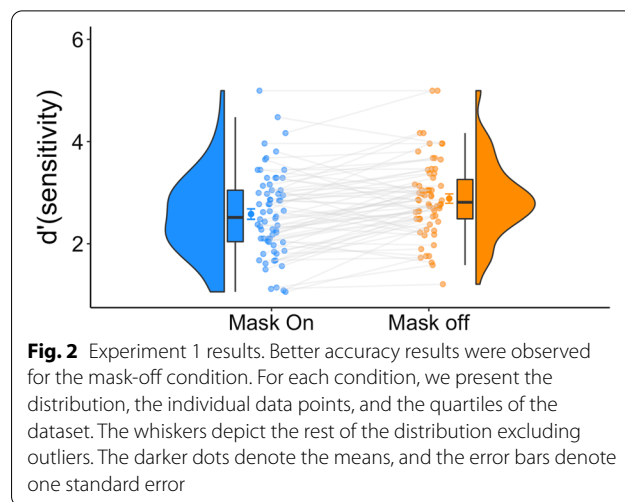 6
4
2
d'(sensitivity)
Mask On
Mask off
Fig. 2 Experiment 1 results. Better accuracy results were observed
for the mask-off condition. For each condition, we present the
distribution, the individual data points, and the quartiles of the
dataset. The whiskers depict the rest of the distribution excluding
outliers. The darker dots denote the means, and the error bars denote
one standard error